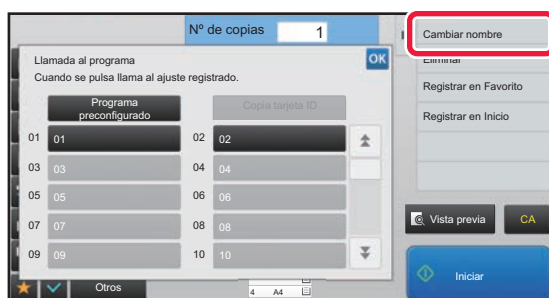 Nº de copias 1
Llamada al programa
OK
Cuando se pulsa llama al ajuste registrado.
Programa
preconfigurado
Copia tarjeta ID
01 01
02 02
03 03
04 04
05 05
06 06
07 07
08 08
09 09
10 10
Otros
4 A4
Cambiar nombre
Eliminar
Registrar en Favorito
Registrar en Inicio
Vista previa
CA
Iniciar